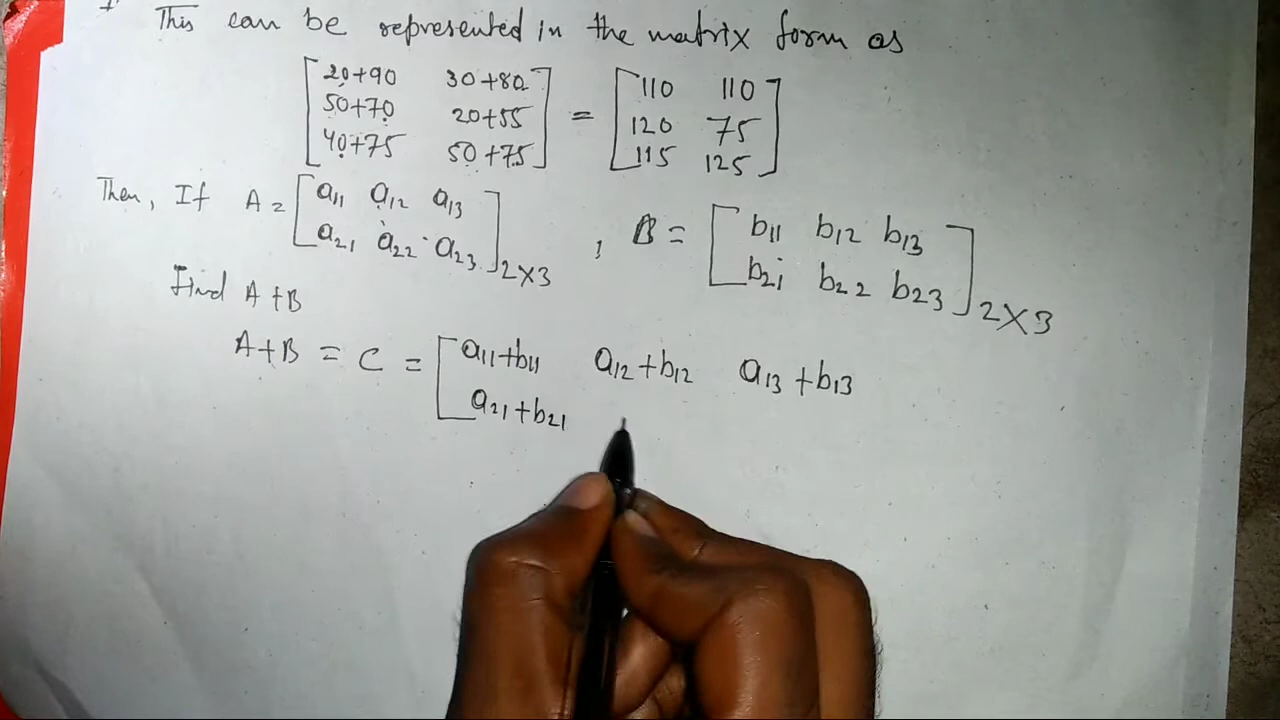 This can be represented in the matrix form as
[20+90 30+80] = [110 110]
[50+70 20+55] [120 75]
[40+75 50+75] [115 125]
Then, If A = [a11 a12 a13]2×3 , B = [b11 b12 b13]2×3
[a21 a22 a23] [b21 b22 b23]
Find A+B
A+B = C = [a11+b11 a12+b12 a13+b13
a21+b21